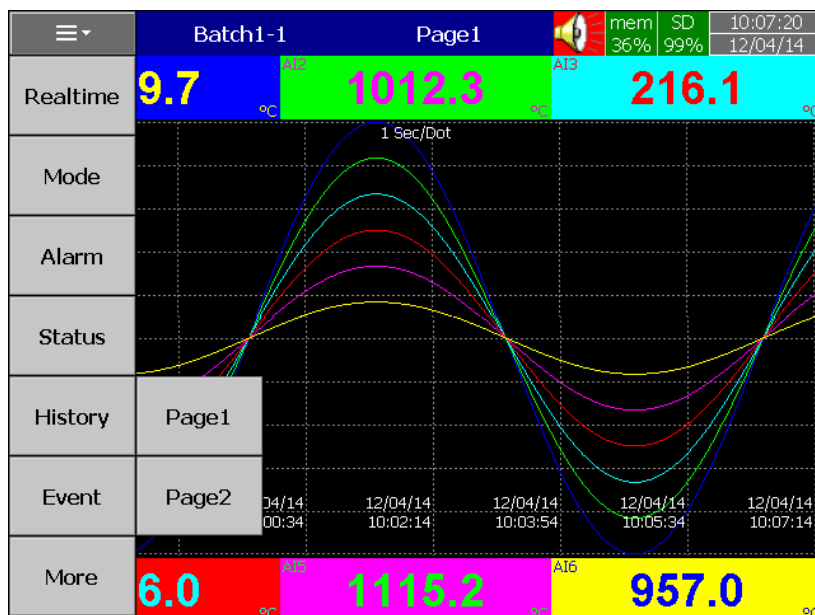 Batch1-1 Page1 mem 36% SD 99% 10:07:20 12/04/14
Realtime
Mode
Alarm
Status
History
Event
More
Page1
Page2
9.7 °C
AI2 1012.3 °C
AI3 216.1 °C
1 Sec/Dot
04/14 12/04/14 12/04/14 12/04/14 12/04/14
00:34 10:02:14 10:03:54 10:05:34 10:07:14
6.0 °C
AI5 1115.2 °C
AI6 957.0 °C